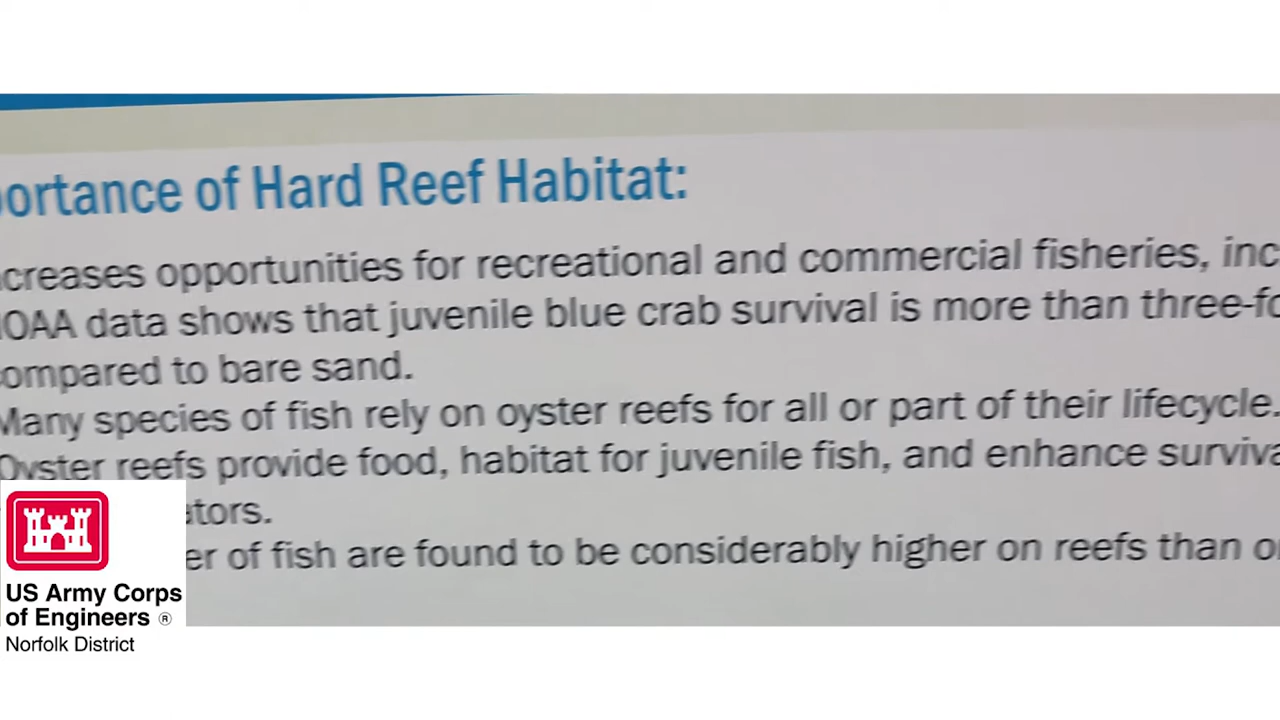 portance of Hard Reef Habitat:
creases opportunities for recreational and commercial fisheries, inc
OAA data shows that juvenile blue crab survival is more than three-fo
ompared to bare sand.
Many species of fish rely on oyster reefs for all or part of their lifecycle.
Oyster reefs provide food, habitat for juvenile fish, and enhance surviva
ators.
er of fish are found to be considerably higher on reefs than o
US Army Corps
of Engineers ®
Norfolk District